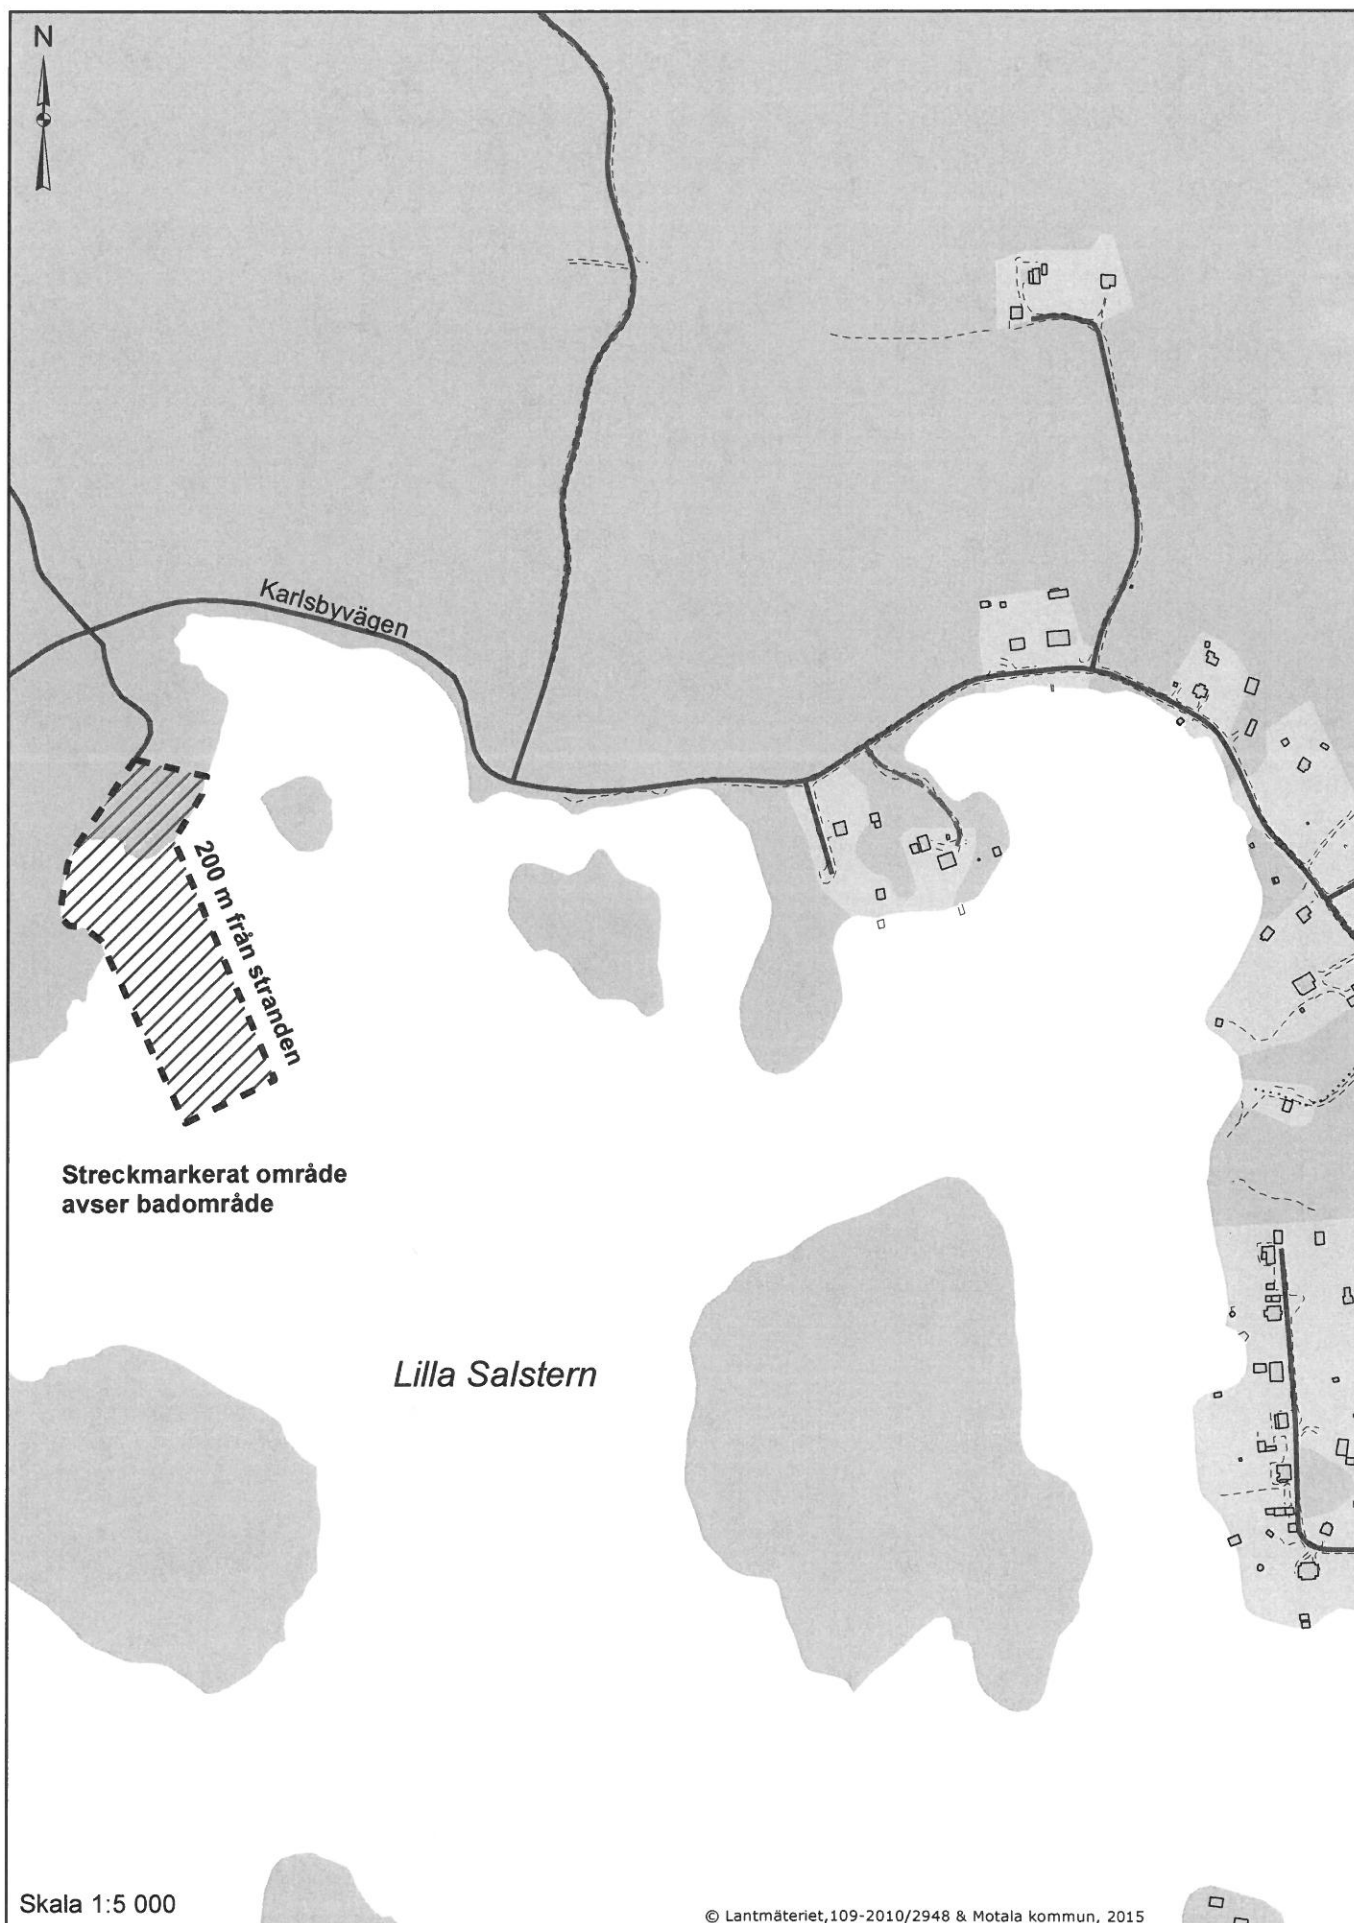 N
Karlsbyvägen
200 m från stranden
Streckmarkerat område
avser badområde
Lilla Salstern
Skala 1:5 000
© Lantmäteriet,109-2010/2948 & Motala kommun, 2015